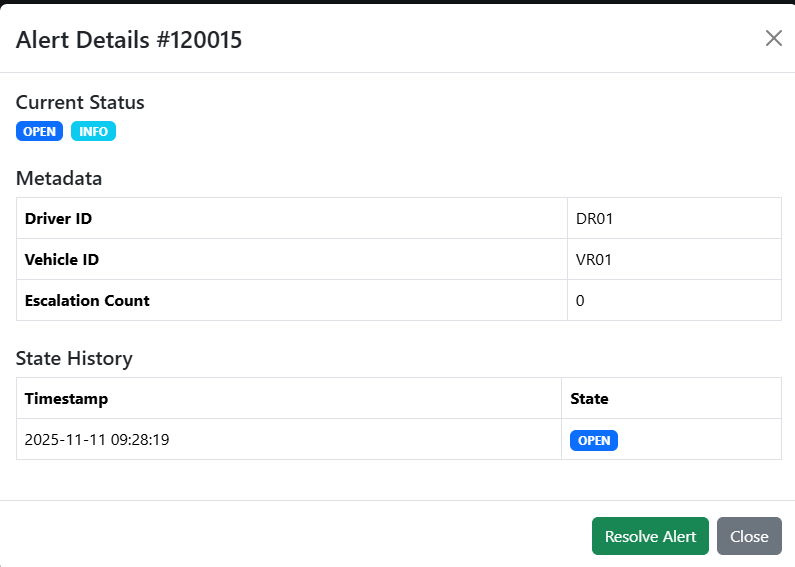 Alert Details #120015
Current Status
OPEN INFO
Metadata
Driver ID DR01
Vehicle ID VR01
Escalation Count 0
State History
Timestamp State
2025-11-11 09:28:19 OPEN
Resolve Alert Close